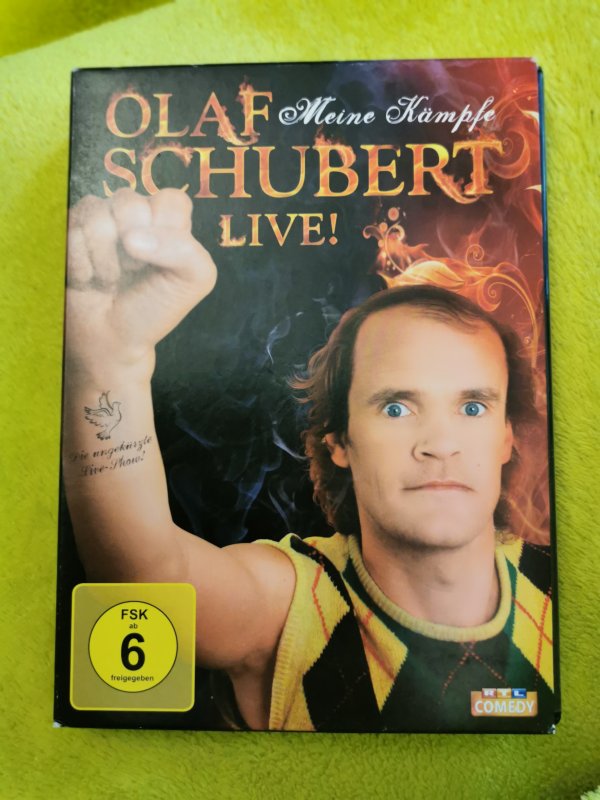 OLAF Meine Kämpfe
SCHUBERT
LIVE!
Die ungekürzte
Live-Show!
FSK
ab
6
freigegeben
RTL
COMEDY